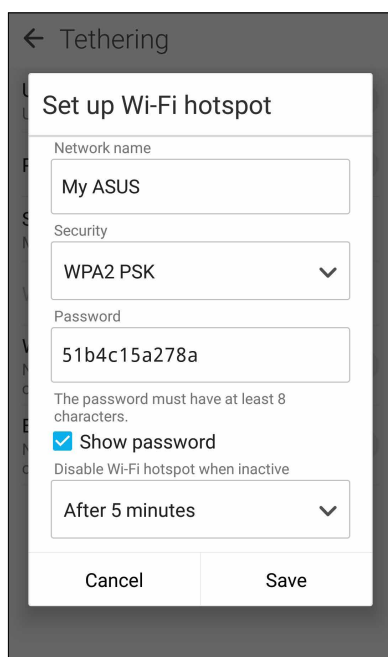 Tethering
Set up Wi-Fi hotspot
Network name
My ASUS
Security
WPA2 PSK
Password
51b4c15a278a
The password must have at least 8
characters.
Show password
Disable Wi-Fi hotspot when inactive
After 5 minutes
Cancel
Save